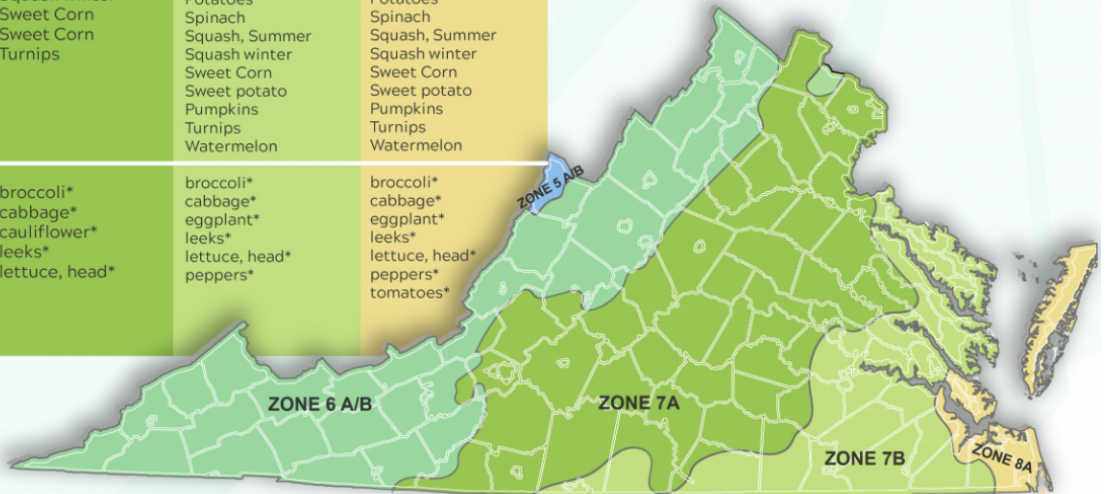 Sweet Corn
Sweet Corn
Turnips
Spinach
Squash, Summer
Squash winter
Sweet Corn
Sweet potato
Pumpkins
Turnips
Watermelon
Spinach
Squash, Summer
Squash winter
Sweet Corn
Sweet potato
Pumpkins
Turnips
Watermelon
broccoli*
cabbage*
cauliflower*
leeks*
lettuce, head*
broccoli*
cabbage*
eggplant*
leeks*
lettuce, head*
peppers*
broccoli*
cabbage*
eggplant*
leeks*
lettuce, head*
peppers*
tomatoes*
ZONE 5 A/B
ZONE 6 A/B
ZONE 7A
ZONE 7B
ZONE 8A